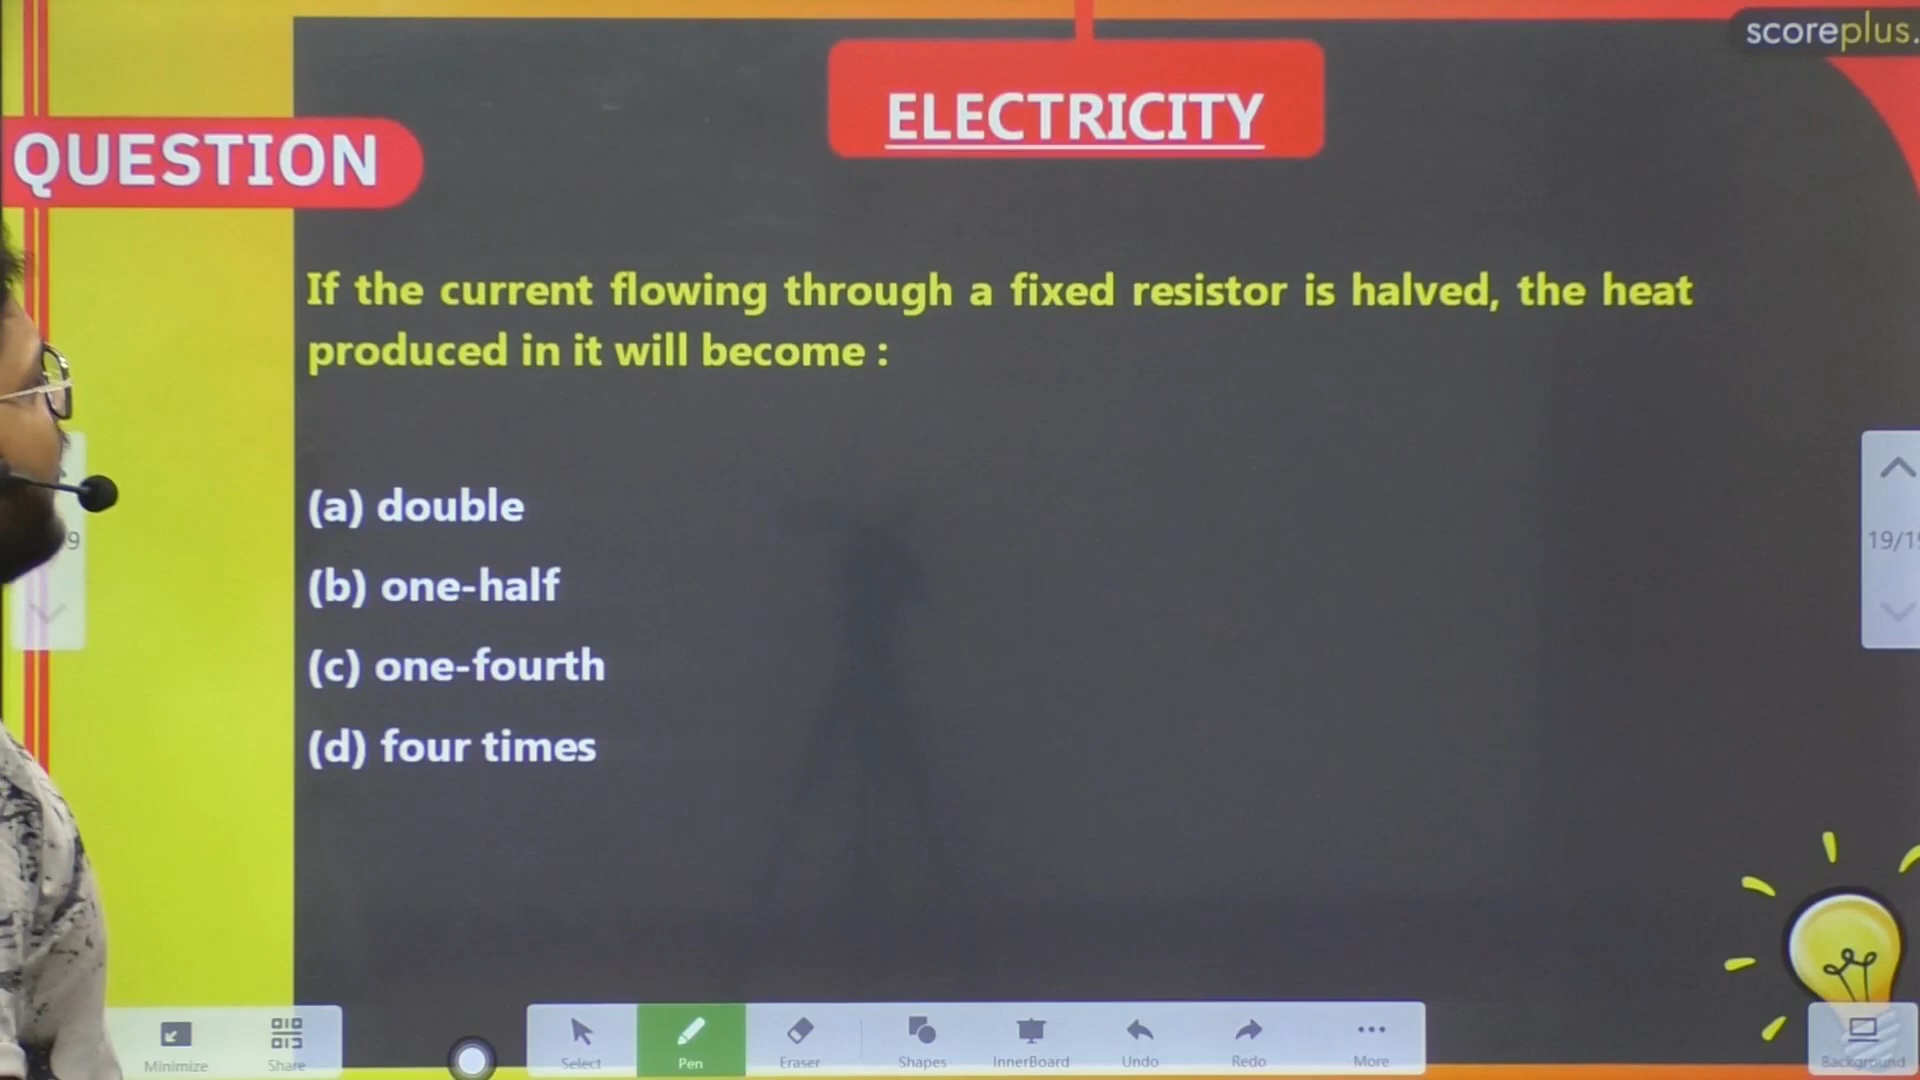 scoreplus.
ELECTRICITY
QUESTION
If the current flowing through a fixed resistor is halved, the heat
produced in it will become :
(a) double
(b) one-half
(c) one-fourth
(d) four times
9
19/19
Minimize
Share
Select
Pen
Eraser
Shapes
InnerBoard
Undo
Redo
More
Background